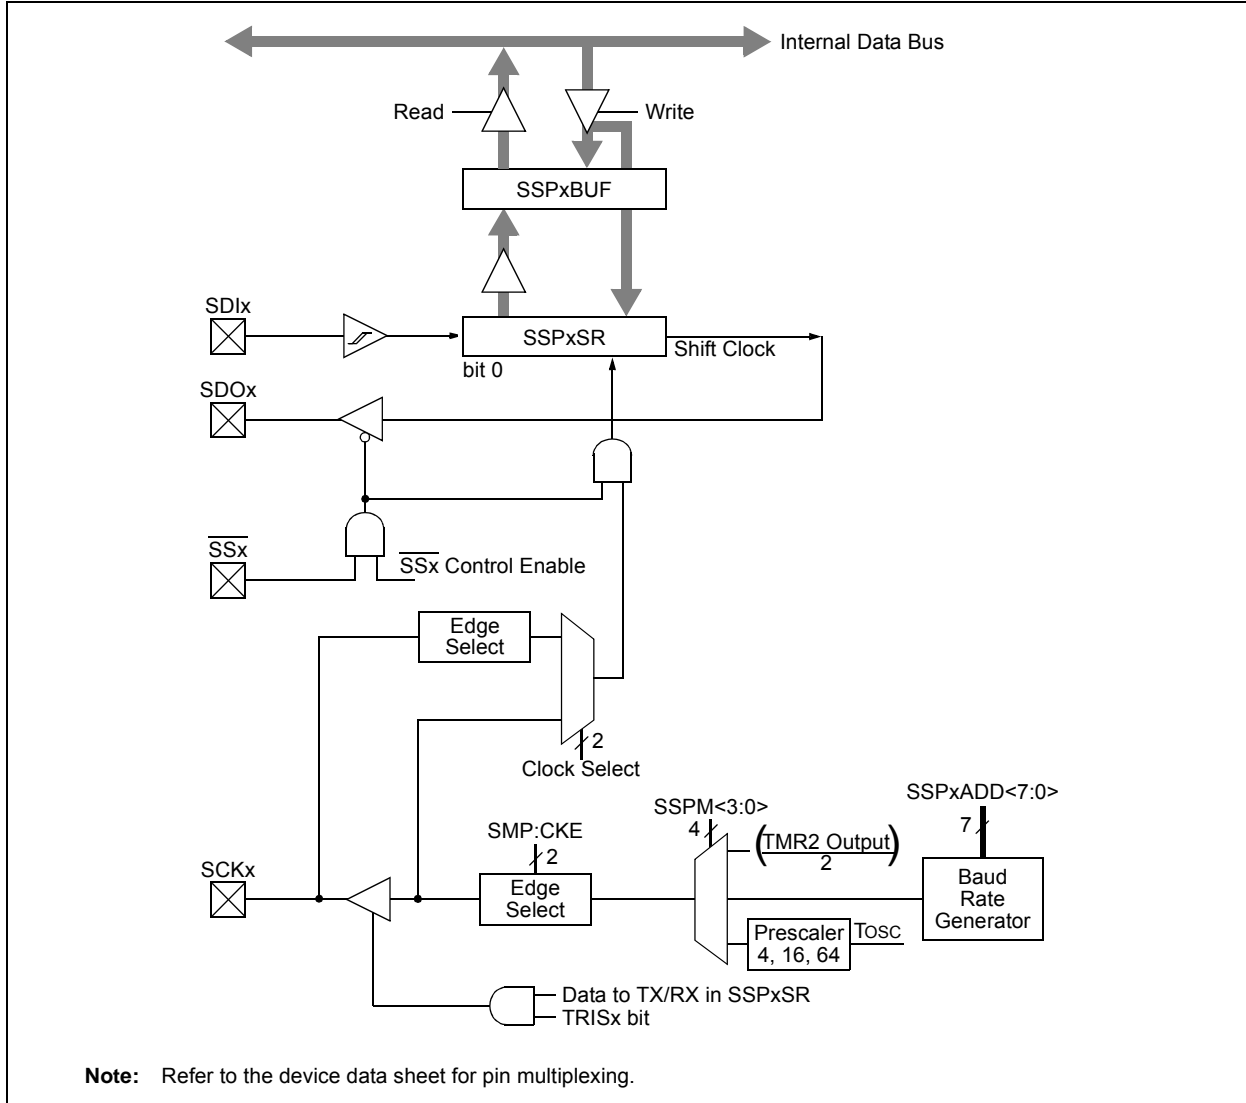 Internal Data Bus
Read
Write
SSPxBUF
SDIx
SSPxSR
Shift Clock
bit 0
SDOx
SSx
SSx Control Enable
Edge
Select
2
Clock Select
SSPxADD<7:0>
SSPM<3:0>
4
7
(TMR2 Output)
2
SMP:CKE
2
SCKx
Edge
Select
Baud
Rate
Generator
Prescaler
4, 16, 64
TOSC
Data to TX/RX in SSPxSR
TRISx bit
Note: Refer to the device data sheet for pin multiplexing.